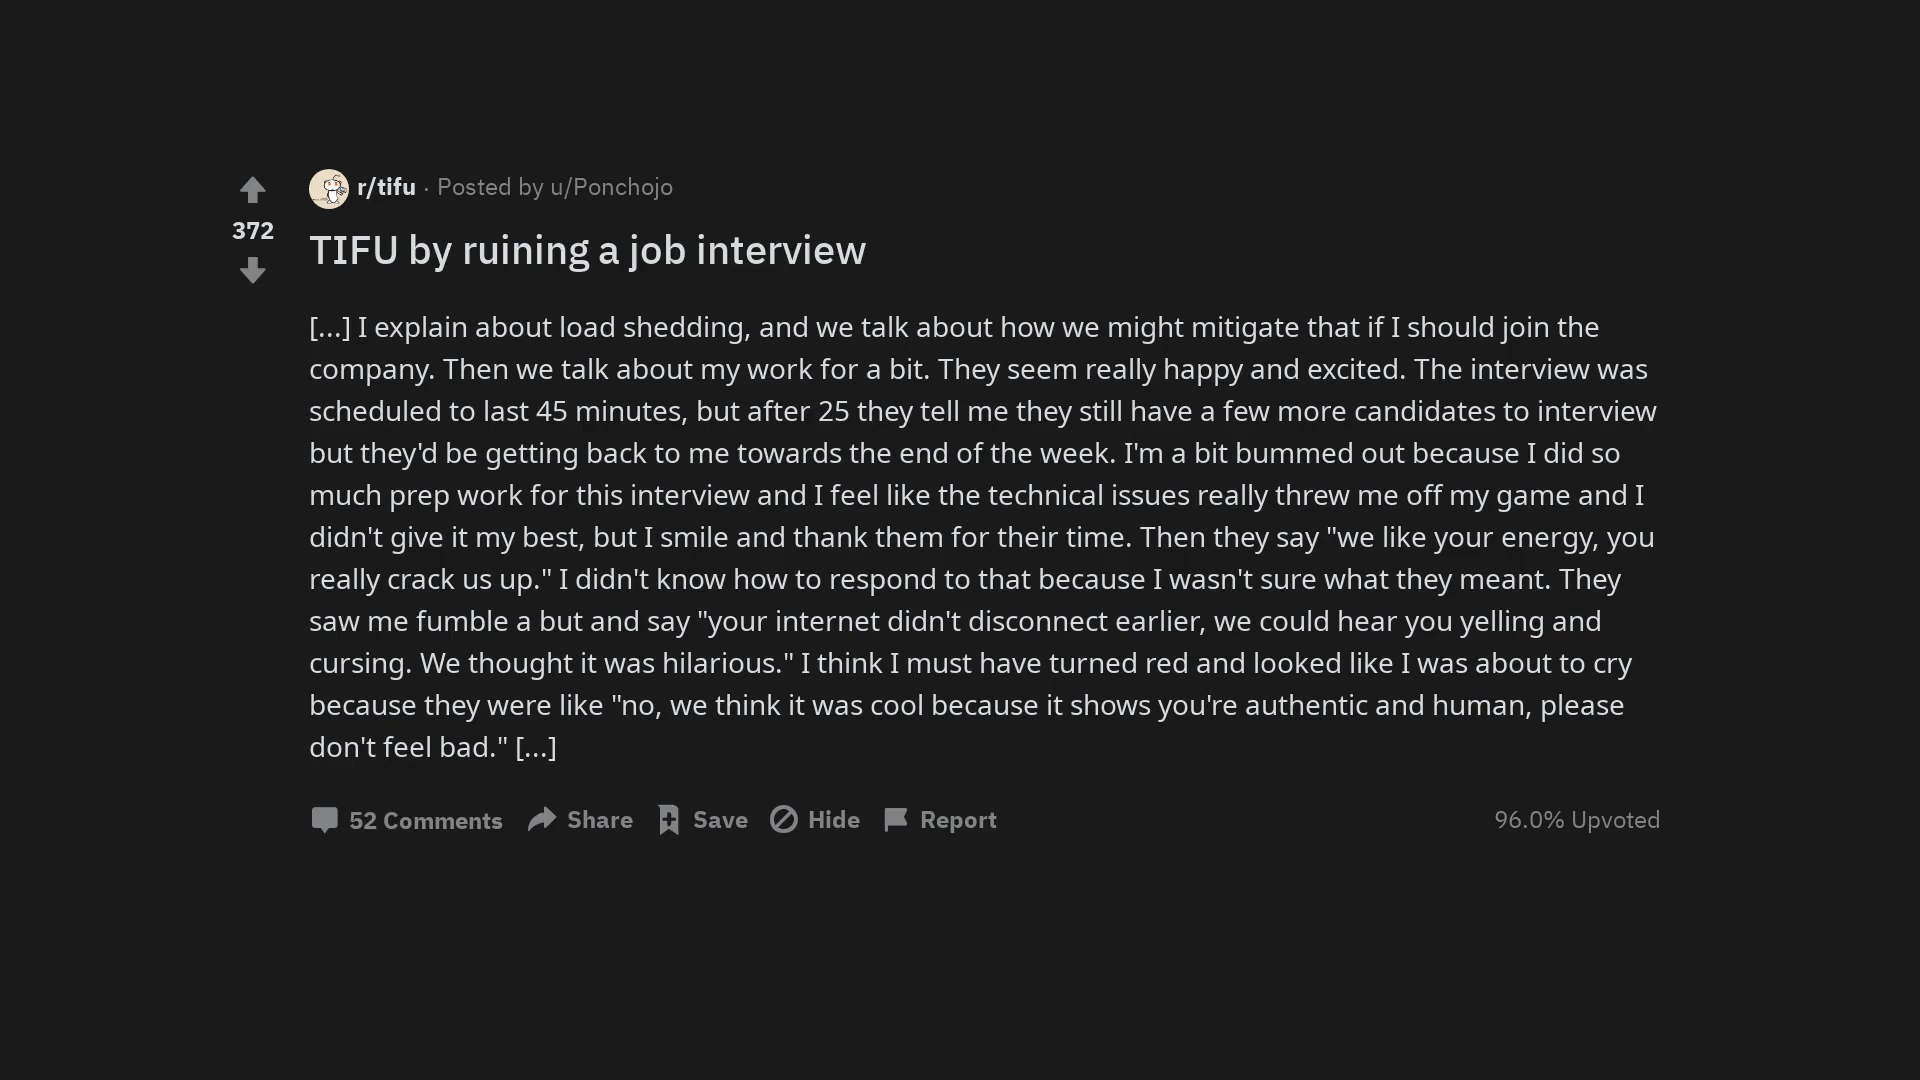 r/tifu · Posted by u/Ponchojo
372
TIFU by ruining a job interview
[...] I explain about load shedding, and we talk about how we might mitigate that if I should join the
company. Then we talk about my work for a bit. They seem really happy and excited. The interview was
scheduled to last 45 minutes, but after 25 they tell me they still have a few more candidates to interview
but they'd be getting back to me towards the end of the week. I'm a bit bummed out because I did so
much prep work for this interview and I feel like the technical issues really threw me off my game and I
didn't give it my best, but I smile and thank them for their time. Then they say "we like your energy, you
really crack us up." I didn't know how to respond to that because I wasn't sure what they meant. They
saw me fumble a but and say "your internet didn't disconnect earlier, we could hear you yelling and
cursing. We thought it was hilarious." I think I must have turned red and looked like I was about to cry
because they were like "no, we think it was cool because it shows you're authentic and human, please
don't feel bad." [...]
52 Comments Share Save Hide Report 96.0% Upvoted